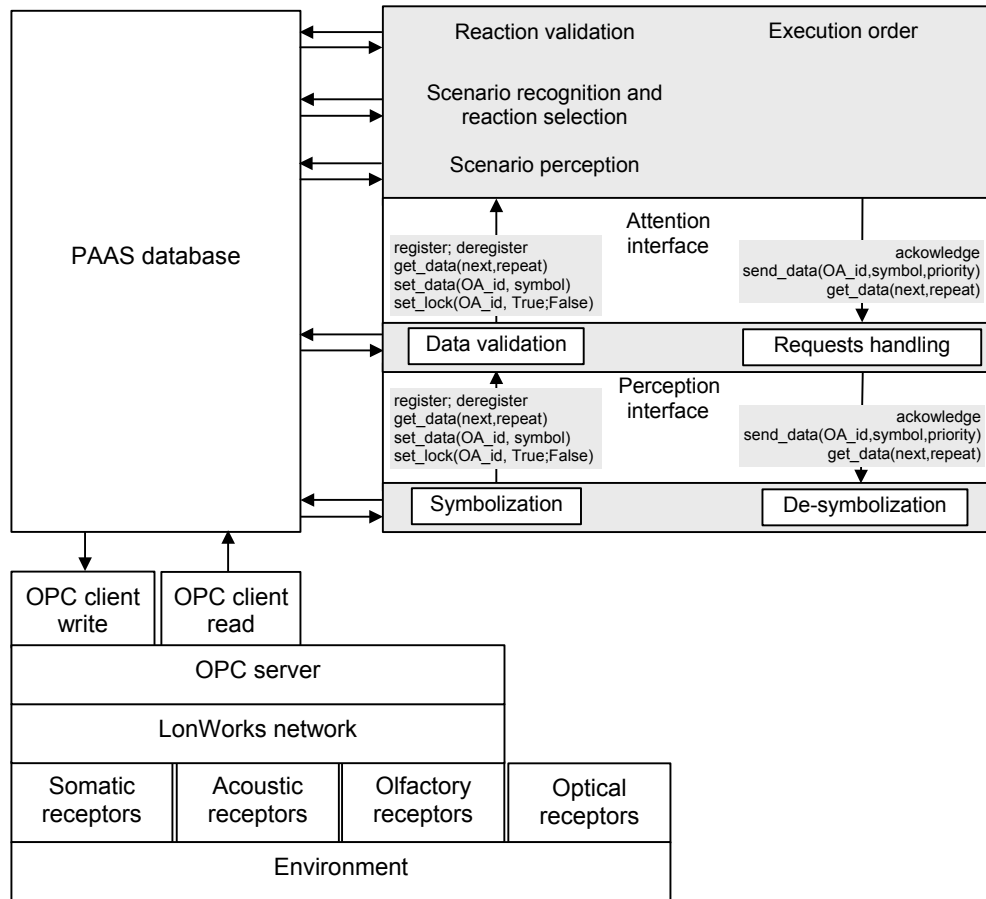 Reaction validation
Execution order
Scenario recognition and
reaction selection
Scenario perception
PAAS database
Attention
interface
register; deregister
get_data(next,repeat)
set_data(OA_id, symbol)
set_lock(OA_id, True;False)
acknowledge
send_data(OA_id,symbol,priority)
get_data(next,repeat)
Data validation
Requests handling
Perception
interface
register; deregister
get_data(next,repeat)
set_data(OA_id, symbol)
set_lock(OA_id, True;False)
acknowledge
send_data(OA_id,symbol,priority)
get_data(next,repeat)
Symbolization
De-symbolization
OPC client
write
OPC client
read
OPC server
LonWorks network
Somatic
receptors
Acoustic
receptors
Olfactory
receptors
Optical
receptors
Environment